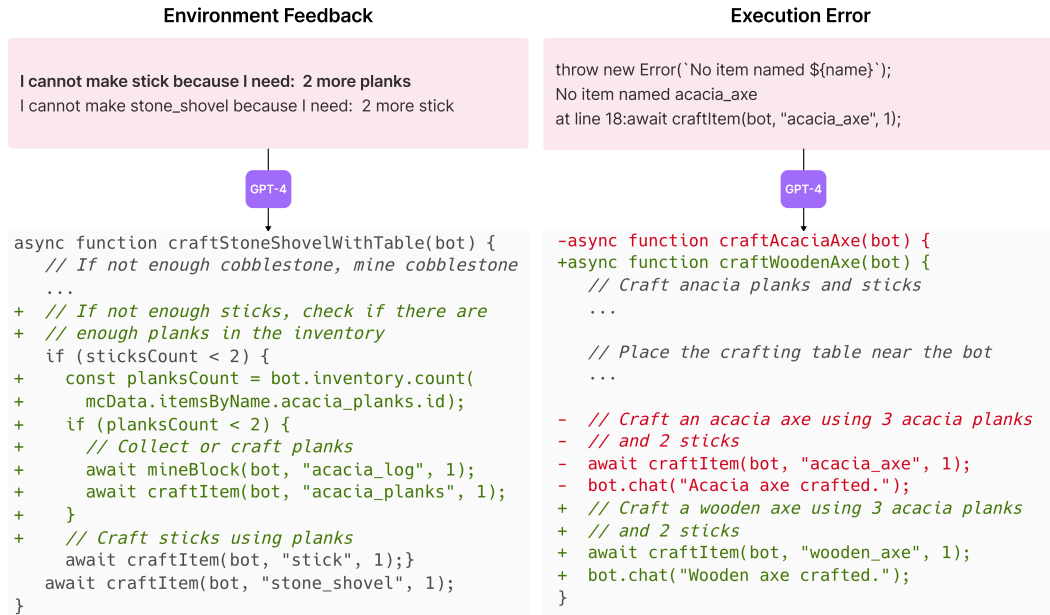 Environment Feedback
I cannot make stick because I need:  2 more planks
I cannot make stone_shovel because I need:  2 more stick
GPT-4
async function craftStoneShovelWithTable(bot) {
   // If not enough cobblestone, mine cobblestone
   ...
+  // If not enough sticks, check if there are
+  // enough planks in the inventory
   if (sticksCount < 2) {
+    const planksCount = bot.inventory.count(
+      mcData.itemsByName.acacia_planks.id);
+    if (planksCount < 2) {
+      // Collect or craft planks
+      await mineBlock(bot, "acacia_log", 1);
+      await craftItem(bot, "acacia_planks", 1);
+    }
+    // Craft sticks using planks
     await craftItem(bot, "stick", 1);}
   await craftItem(bot, "stone_shovel", 1);
}
Execution Error
throw new Error(`No item named ${name}`);
No item named acacia_axe
at line 18:await craftItem(bot, "acacia_axe", 1);
GPT-4
-async function craftAcaciaAxe(bot) {
+async function craftWoodenAxe(bot) {
   // Craft anacia planks and sticks
   ...
   // Place the crafting table near the bot
   ...
-  // Craft an acacia axe using 3 acacia planks
-  // and 2 sticks
-  await craftItem(bot, "acacia_axe", 1);
-  bot.chat("Acacia axe crafted.");
+  // Craft a wooden axe using 3 acacia planks
+  // and 2 sticks
+  await craftItem(bot, "wooden_axe", 1);
+  bot.chat("Wooden axe crafted.");
}